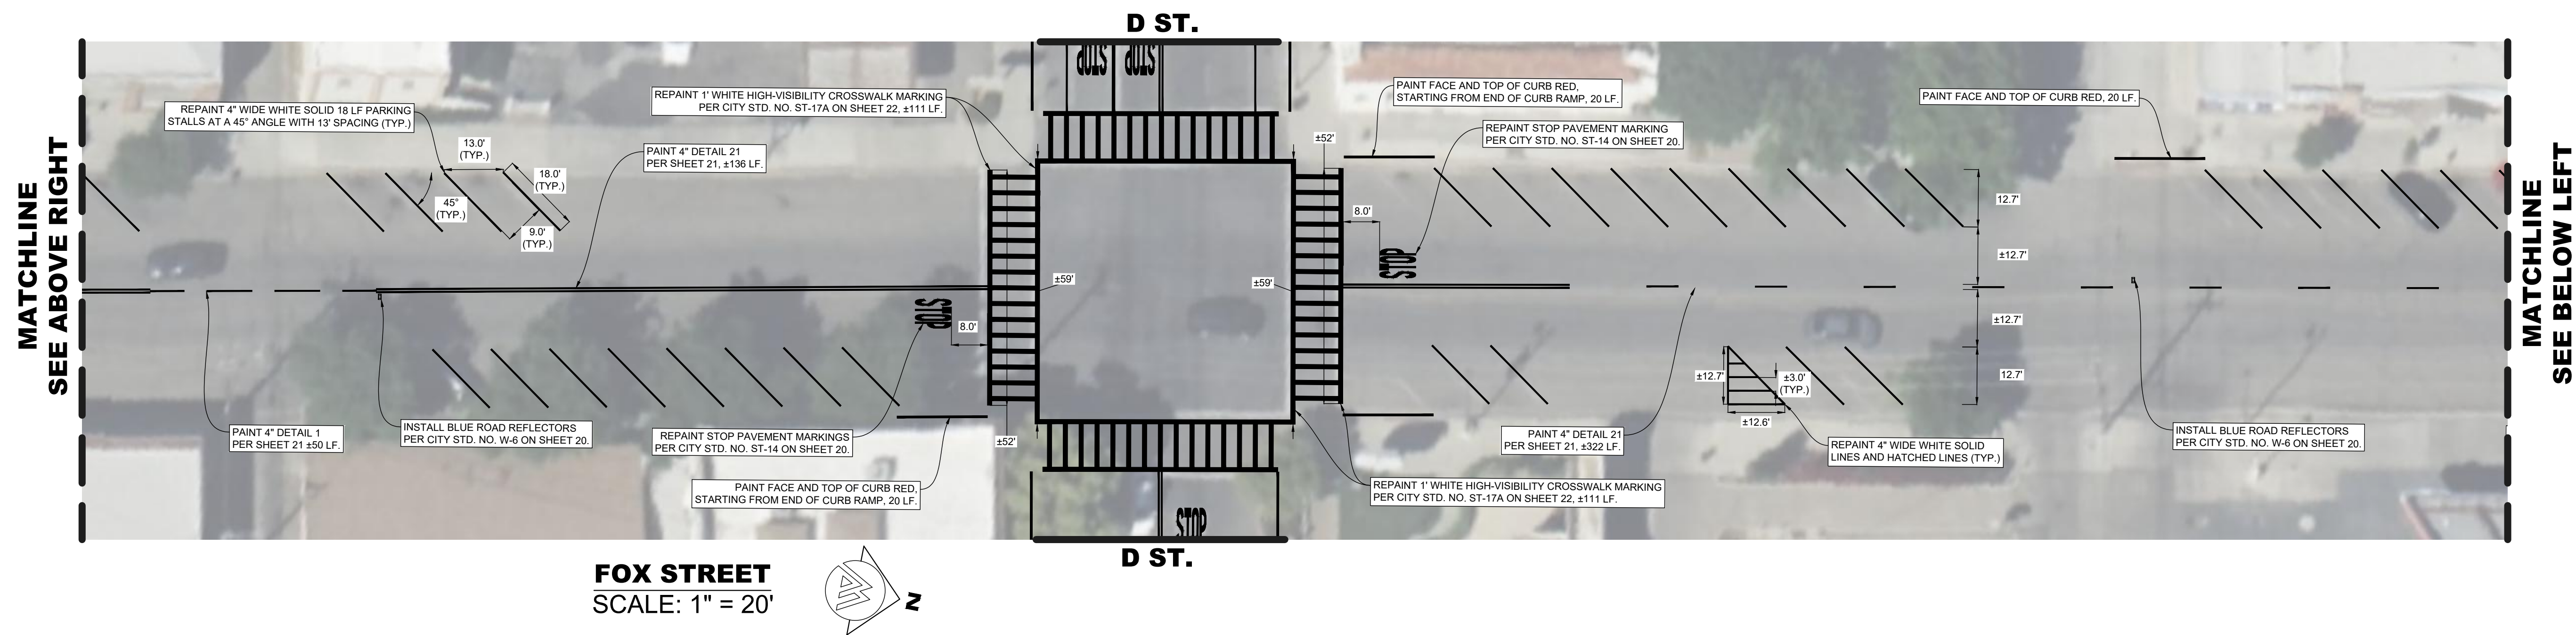 D ST.
STOP STOP
REPAINT 4" WIDE WHITE SOLID 18 LF PARKING
STALLS AT A 45° ANGLE WITH 13' SPACING (TYP.)
REPAINT 1' WHITE HIGH-VISIBILITY CROSSWALK MARKING
PER CITY STD. NO. ST-17A ON SHEET 22, ±111 LF.
PAINT FACE AND TOP OF CURB RED,
STARTING FROM END OF CURB RAMP, 20 LF.
PAINT FACE AND TOP OF CURB RED, 20 LF.
REPAINT STOP PAVEMENT MARKING
PER CITY STD. NO. ST-14 ON SHEET 20.
PAINT 4" DETAIL 21
PER SHEET 21, ±136 LF.
13.0'
(TYP.)
18.0'
(TYP.)
45°
(TYP.)
9.0'
(TYP.)
±52'
8.0'
STOP
12.7'
±12.7'
±12.7'
12.7'
MATCHLINE
SEE ABOVE RIGHT
MATCHLINE
SEE BELOW LEFT
±59'
±59'
STOP
8.0'
±52'
±12.7'
±3.0'
(TYP.)
±12.6'
PAINT 4" DETAIL 1
PER SHEET 21 ±50 LF.
INSTALL BLUE ROAD REFLECTORS
PER CITY STD. NO. W-6 ON SHEET 20.
REPAINT STOP PAVEMENT MARKINGS
PER CITY STD. NO. ST-14 ON SHEET 20.
PAINT FACE AND TOP OF CURB RED,
STARTING FROM END OF CURB RAMP, 20 LF.
PAINT 4" DETAIL 21
PER SHEET 21, ±322 LF.
REPAINT 4" WIDE WHITE SOLID
LINES AND HATCHED LINES (TYP.)
INSTALL BLUE ROAD REFLECTORS
PER CITY STD. NO. W-6 ON SHEET 20.
REPAINT 1' WHITE HIGH-VISIBILITY CROSSWALK MARKING
PER CITY STD. NO. ST-17A ON SHEET 22, ±111 LF.
STOP
D ST.
FOX STREET
SCALE: 1" = 20'
N